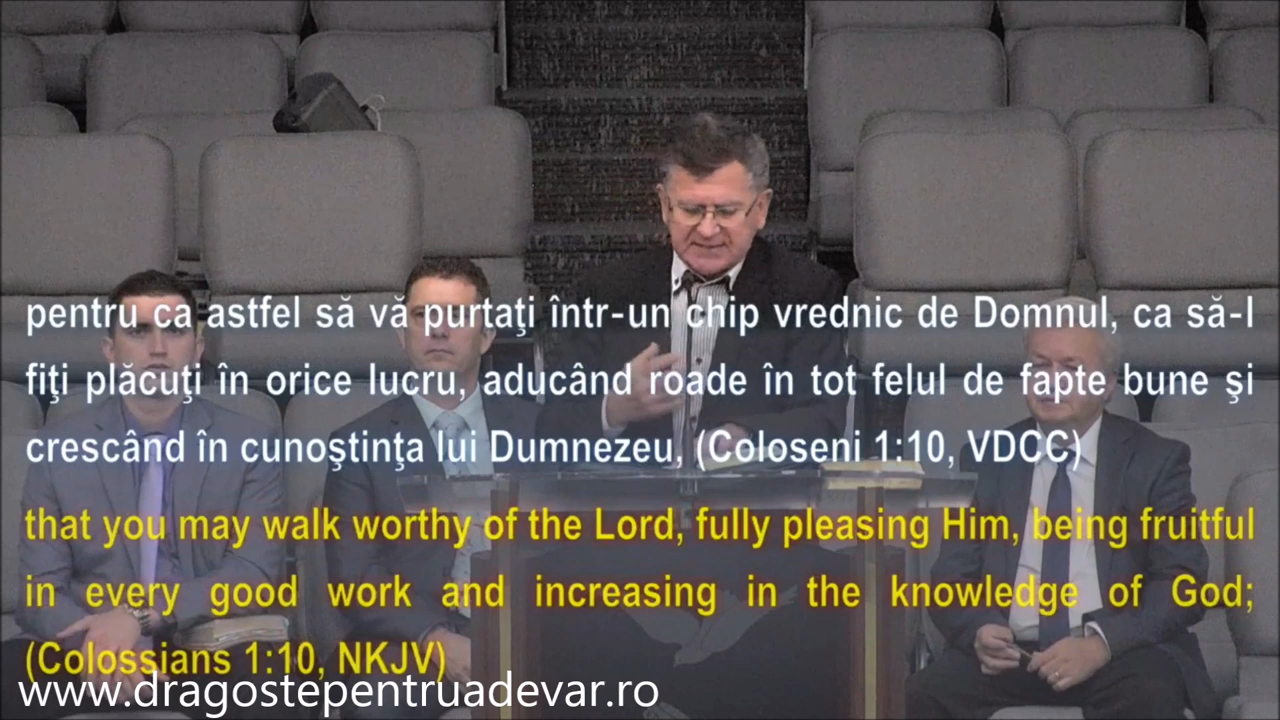 pentru ca astfel să vă purtaţi într-un chip vrednic de Domnul, ca să-I
fiţi plăcuţi în orice lucru, aducând roade în tot felul de fapte bune şi
crescând în cunoştinţa lui Dumnezeu, (Coloseni 1:10, VDCC)
that you may walk worthy of the Lord, fully pleasing Him, being fruitful
in every good work and increasing in the knowledge of God;
(Colossians 1:10, NKJV)
www.dragostepentruadevar.ro